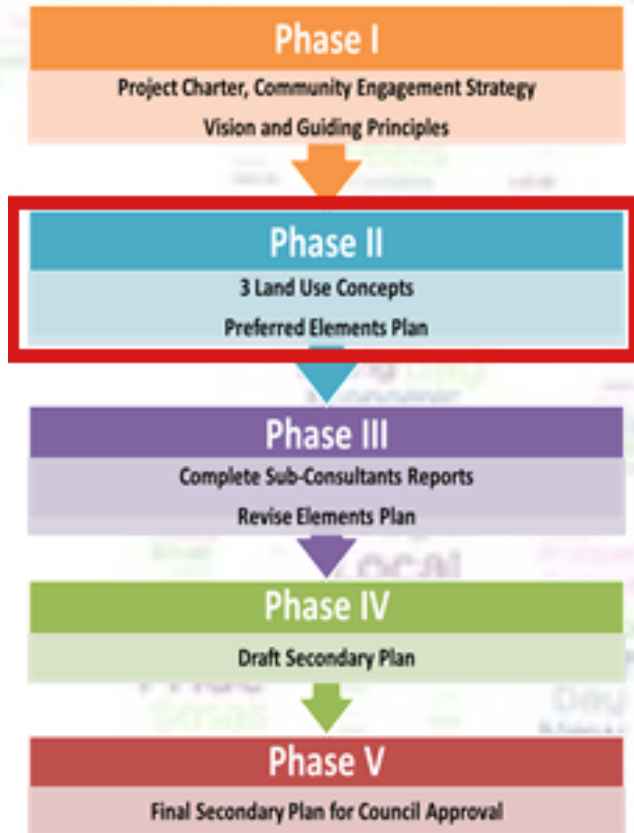 Phase I
Project Charter, Community Engagement Strategy
Vision and Guiding Principles
Phase II
3 Land Use Concepts
Preferred Elements Plan
Phase III
Complete Sub-Consultants Reports
Revise Elements Plan
Local
Phase IV
Draft Secondary Plan
Phase V
Final Secondary Plan for Council Approval